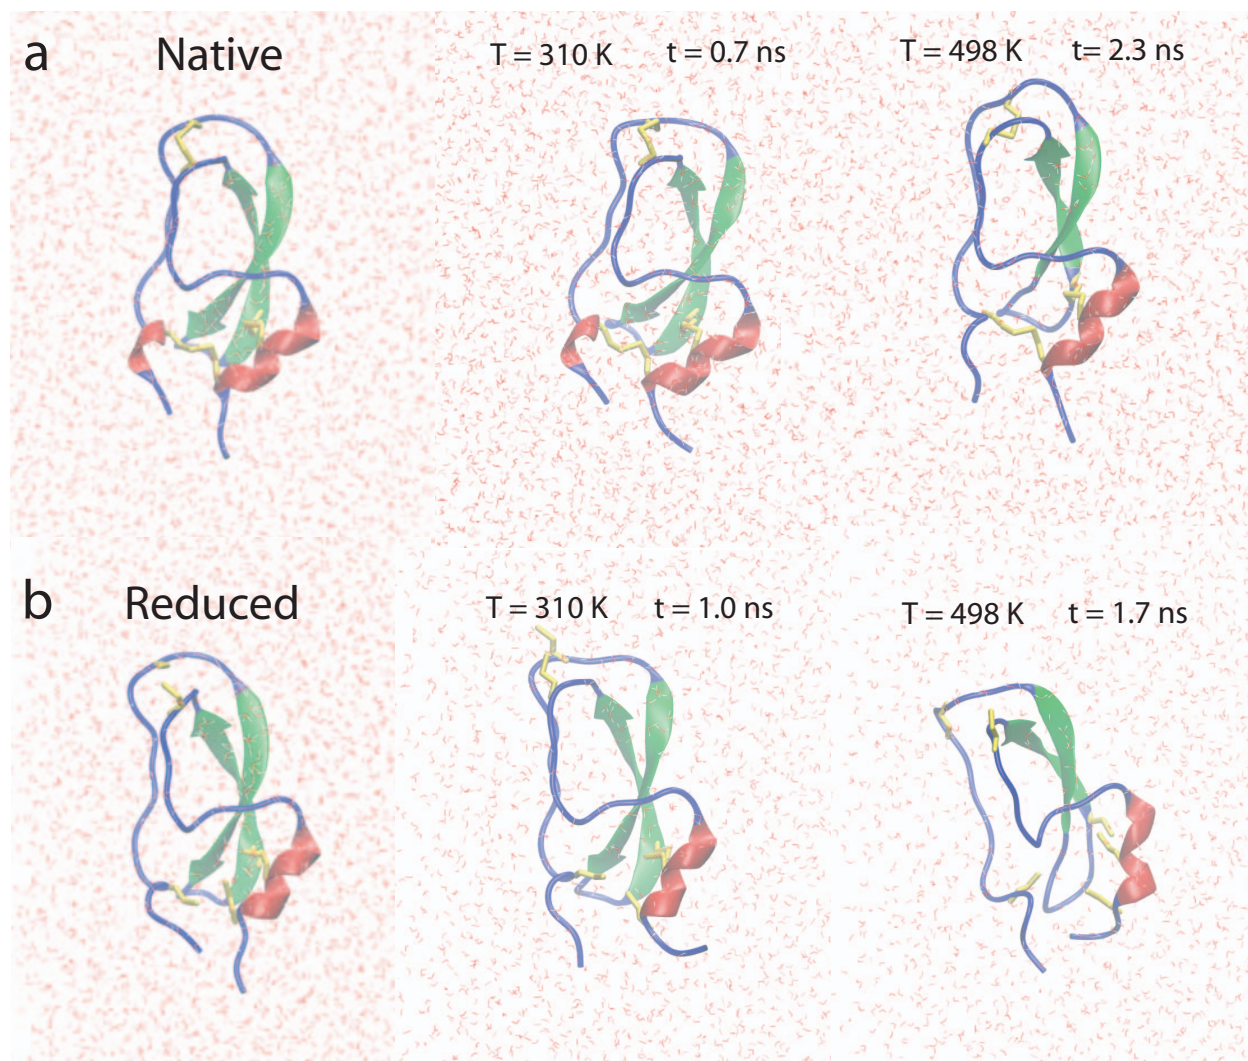 a Native
T = 310 K t = 0.7 ns
T = 498 K t= 2.3 ns
b Reduced
T = 310 K t = 1.0 ns
T = 498 K t = 1.7 ns